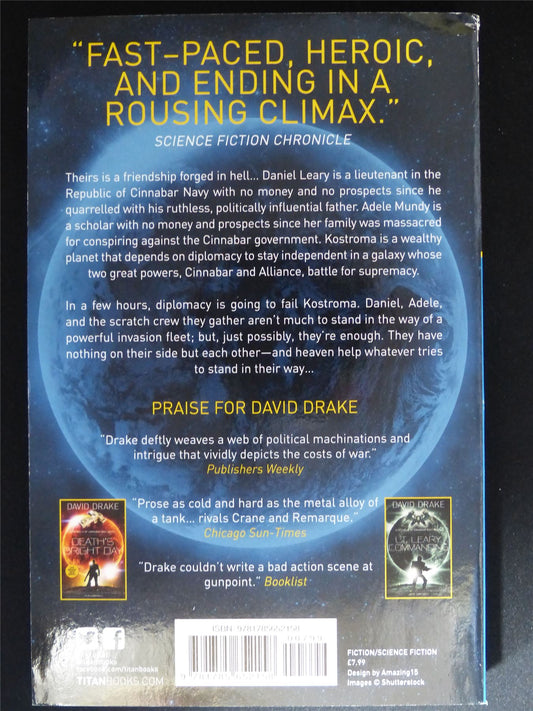 “FAST–PACED, HEROIC,
AND ENDING IN A
ROUSING CLIMAX.”
SCIENCE FICTION CHRONICLE
Theirs is a friendship forged in hell... Daniel Leary is a lieutenant in the
Republic of Cinnabar Navy with no money and no prospects since he
quarrelled with his ruthless, politically influential father. Adele Mundy is
a scholar with no money and prospects since her family was massacred
for conspiring against the Cinnabar government. Kostroma is a wealthy
planet that depends on diplomacy to stay independent in a galaxy whose
two great powers, Cinnabar and Alliance, battle for supremacy.
In a few hours, diplomacy is going to fail Kostroma. Daniel, Adele,
and the scratch crew they gather aren’t much to stand in the way of a
powerful invasion fleet; but, just possibly, they’re enough. They have
nothing on their side but each other—and heaven help whatever tries
to stand in their way...
PRAISE FOR DAVID DRAKE
“Drake deftly weaves a web of political machinations and
intrigue that vividly depicts the costs of war.”
Publishers Weekly
“Prose as cold and hard as the metal alloy of
a tank... rivals Crane and Remarque.”
Chicago Sun-Times
“Drake couldn’t write a bad action scene at
gunpoint.” Booklist
DAVID DRAKE
DEATH'S
BRIGHT DAY
DAVID DRAKE
LT. LEARY
COMMANDING
facebook.com/titanbooks
TITANBOOKS.COM
FICTION/SCIENCE FICTION
£7.99
Design by Amazing15
Images © Shutterstock